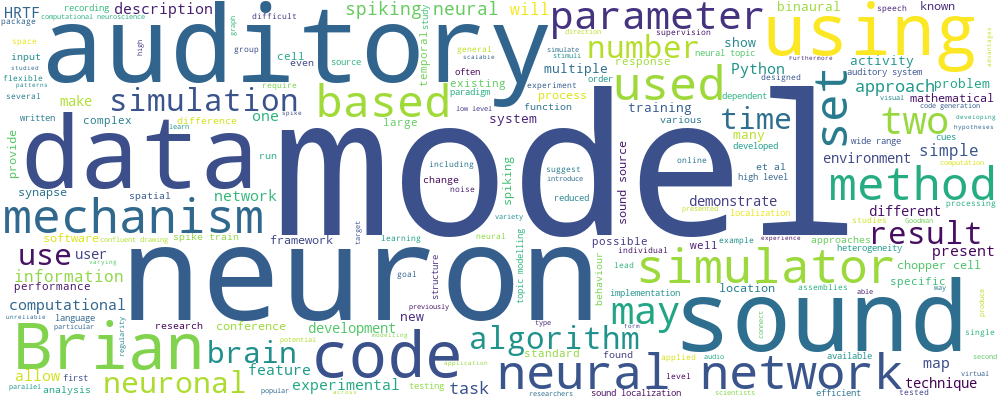 HRTF
description
auditory
spiking
will
parameter
binaural
known
using
package
computational neuroscience
recording
difficult
group
cell
even
input
space
studied
flexible
patterns
several
make
simulation
based
written
complex
difference
one
provide
data
model
run
network
synapse
spatial
mechanism
temporal
study
source
existing
paradigm
often
low level
large
system
general
scalable
number
neural topic
response
multiple
order
process
experiment
function
direction
supervision
show
simulate
stimuli
Python
used
dependent
designed
training
various
many
developed
time
set
speech
Furthermore
advantages
activity
auditory system
approach
problem
visual
mathematical
code generation
developing
hypotheses
two
cues
wide range
environment
simple
computation
method
processing
including
change
noise
suggest
introduce
reduced
variety
spiking
sound source
online
et al
high level
demonstrate
presented
localization
Goodman
studies
different
heterogeneity
result
present
software
confluent draming
spike train
framework
target
learning
neural
neuron
use
user
information
performance
varying
computational
unreliable
language
particular
regularity
research
conference
development
goal
structure
previously
new
topic modelling
possible
individual
well
example
experience
approaches
behaviour
lead
simulator
chopper cell
specific
implementation
location
assemblies
able
may
sound
connect
produce
single
Brian
brain
feature
code
algorithm
type
form
standard
found
applied
audio
available
map
second
allow
first
parallel
analysis
neuronal
popular
experimental
potential
modelling
across
testing
application
task
researchers
neural
sound localization
level
network
scientists
efficient
tested
technique
virtual
high
graph
require
spike
learn